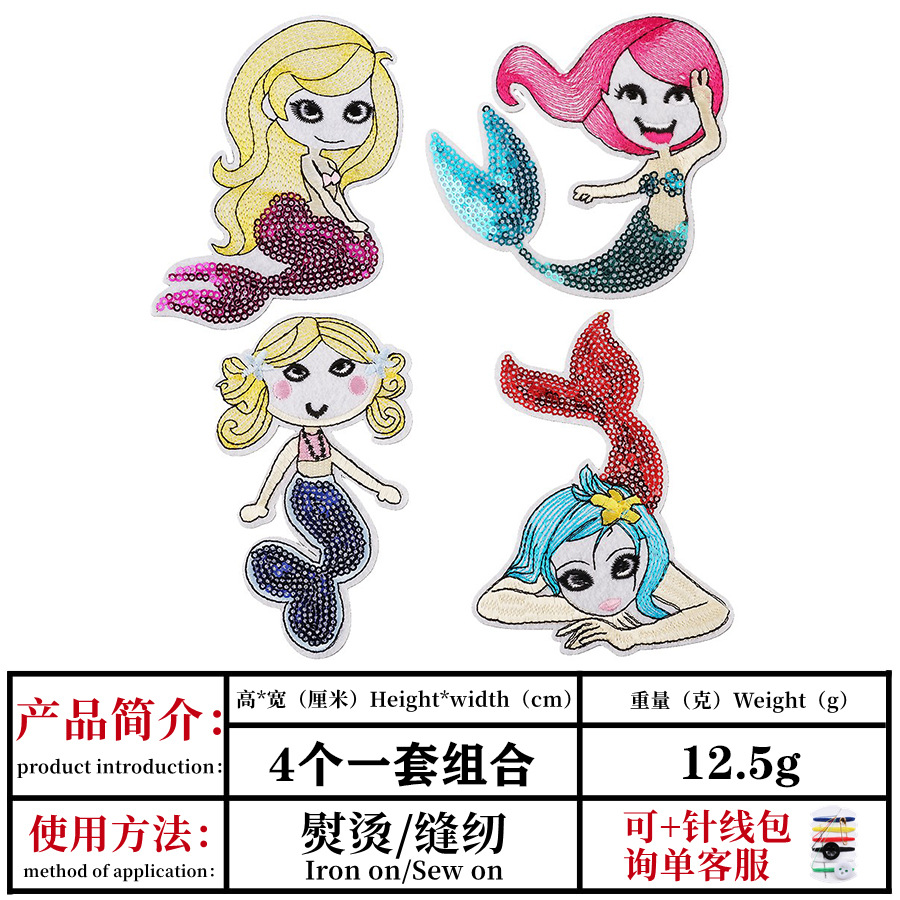 产品简介：
product introduction：
高*宽（厘米）Height*width（cm）
重量（克）Weight（g）
4个一套组合
12.5g
使用方法：
method of application：
熨烫/缝纫
Iron on/Sew on
可+针线包
询单客服